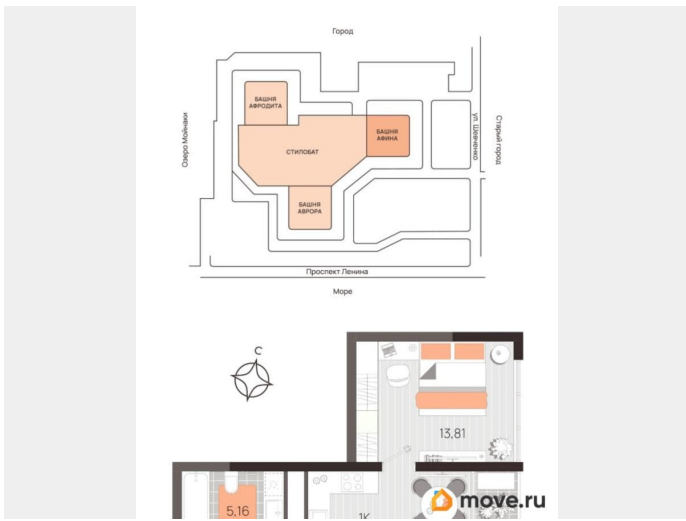 Город
БАШНЯ
АФРОДИТА
БАШНЯ
АФИНА
СТИЛОБАТ
БАШНЯ
АВРОРА
Озеро Мойнаки
ул. Шевченко
Старый город
Проспект Ленина
Море
С
13,81
5,16
1К
move.ru